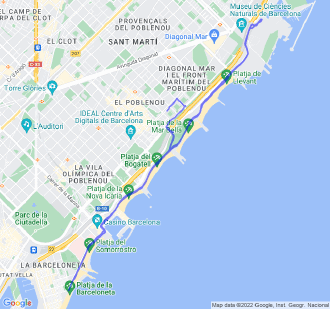 EL CAMP DE
ARPA DEL CLOT
PROVENÇALS
DEL POBLENOU
Museu de Ciències
Naturals de Barcelona
SANT MARTÍ
EL CLOT
Diagonal Mar
C-33
Avinguda Diagonal
DIAGONAL MAR
I EL FRONT
MARÍTIM DEL
POBLENOU
Platja de
Llevant
Torre Glòries
EL POBLENOU
IDEAL Centre d'Arts
Digitals de Barcelona
Platja de la
Mar Bella
L'Auditori
Platja del
Bogatell
LA VILA
OLÍMPICA DEL
POBLENOU
Platja de la
Nova Icària
Parc de la
Ciutadella
B-10
Casino Barcelona
Platja del
Somorrostro
LA BARCELONETA
CIUTAT VELLA
Platja de la
Barceloneta
Google
Map data ©2022 Google, Inst. Geogr. Nacional